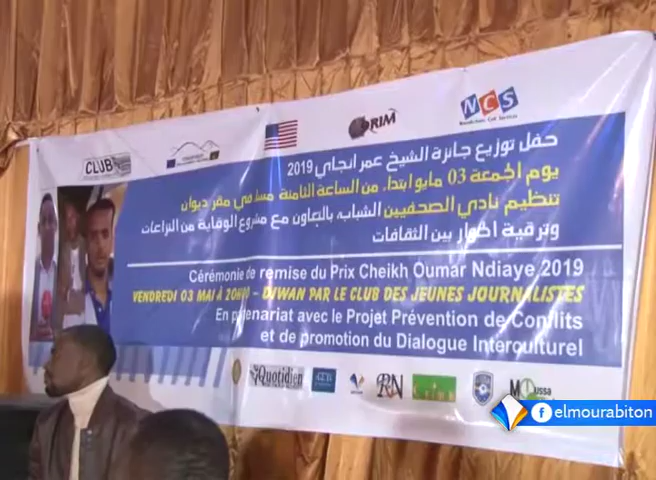 CLUB
RIM
NCS
حفل توزيع جائزة الشيخ عمر انجاي 2019
يوم الجمعة 03 مايو ابتداء من الساعة الثامنة مساء في مقر ديوان
تنظيم نادي الصحفيين الشباب بالتعاون مع مشروع الوقاية من النزاعات
وترقية الحوار بين الثقافات
Cérémonie de remise du Prix Cheikh Oumar Ndiaye 2019
VENDREDI 03 MAI À 20H00 - DIWAN PAR LE CLUB DES JEUNES JOURNALISTES
En partenariat avec le Projet Prévention de Conflits
et de promotion du Dialogue Interculturel
Quotidien
RN
elmourabiton